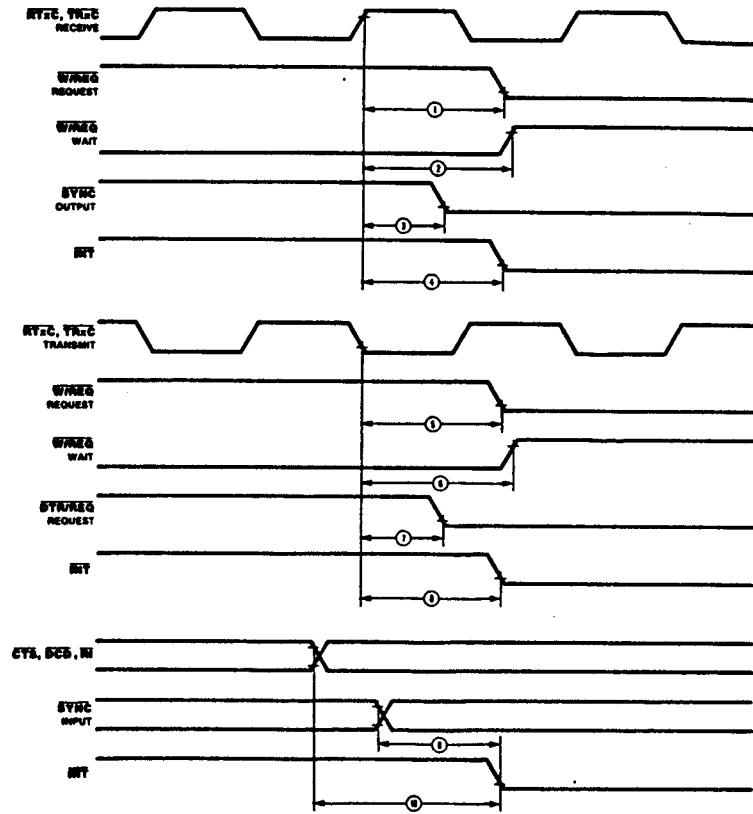 RTxC, TRxC
RECEIVE
W/REQ
REQUEST
1
W/REQ
WAIT
2
SYNC
OUTPUT
3
INT
4
RTxC, TRxC
TRANSMIT
W/REQ
REQUEST
5
W/REQ
WAIT
6
DTR/REQ
REQUEST
7
INT
8
CTS, DCD, RI
SYNC
INPUT
9
INT
10